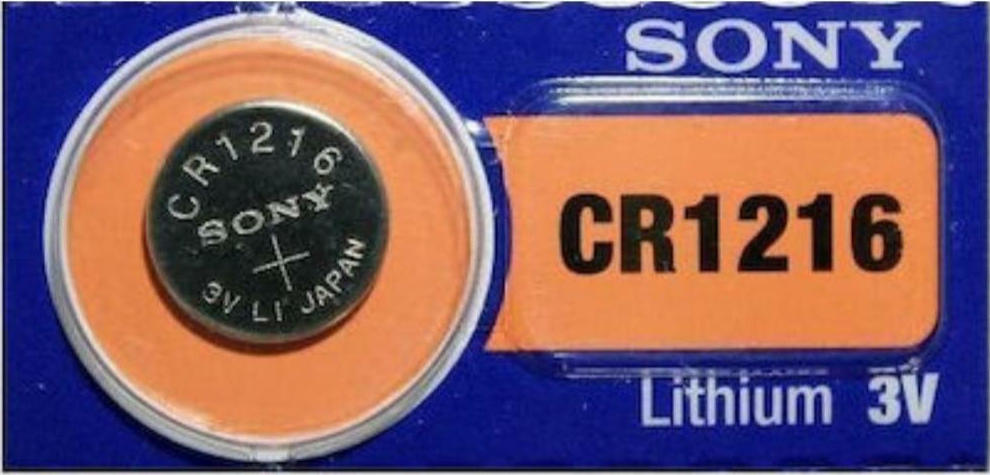 CR1216
SONY
+
3V LI JAPAN
SONY
CR1216
Lithium 3V